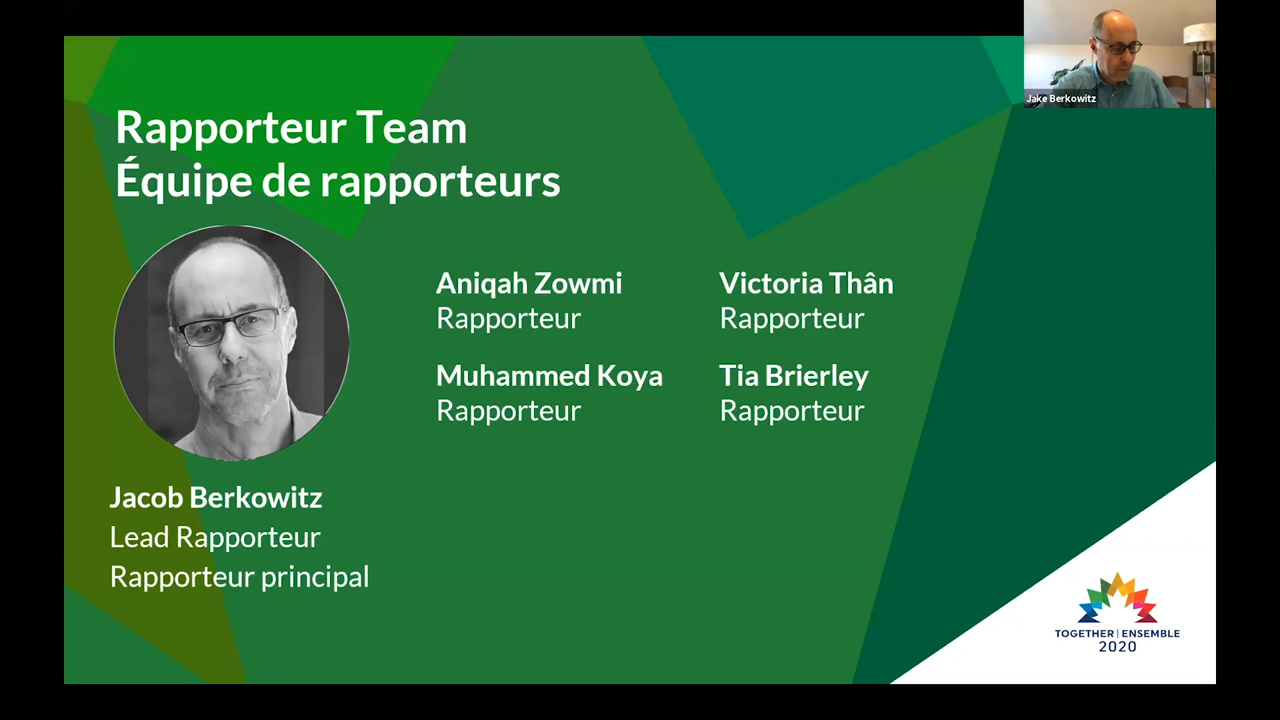 Jake Berkowitz
Rapporteur Team
Équipe de rapporteurs
Aniqah Zowmi
Rapporteur
Victoria Thân
Rapporteur
Muhammed Koya
Rapporteur
Tia Brierley
Rapporteur
Jacob Berkowitz
Lead Rapporteur
Rapporteur principal
TOGETHER | ENSEMBLE
2020